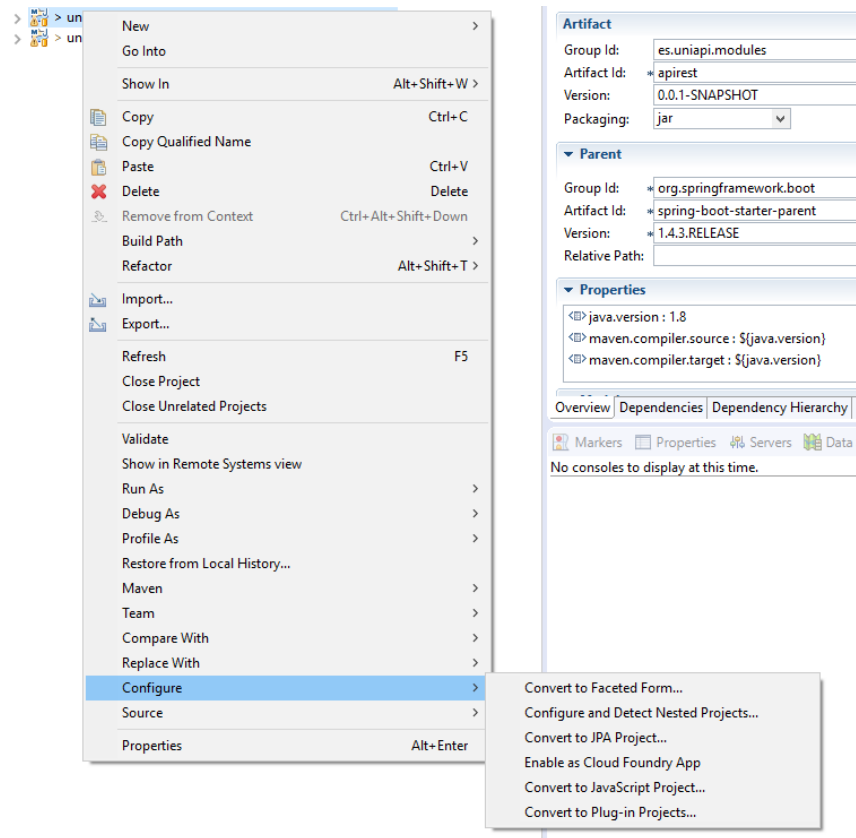 > un
> un
New
Go Into
Show In Alt+Shift+W >
Copy Ctrl+C
Copy Qualified Name
Paste Ctrl+V
Delete Delete
Remove from Context Ctrl+Alt+Shift+Down
Build Path
Refactor Alt+Shift+T >
Import...
Export...
Refresh F5
Close Project
Close Unrelated Projects
Validate
Show in Remote Systems view
Run As
Debug As
Profile As
Restore from Local History...
Maven
Team
Compare With
Replace With
Configure
Source
Properties Alt+Enter
Convert to Faceted Form...
Configure and Detect Nested Projects...
Convert to JPA Project...
Enable as Cloud Foundry App
Convert to JavaScript Project...
Convert to Plug-in Projects...
Artifact
Group Id: es.uniapi.modules
Artifact Id: * apirest
Version: 0.0.1-SNAPSHOT
Packaging: jar
Parent
Group Id: * org.springframework.boot
Artifact Id: * spring-boot-starter-parent
Version: * 1.4.3.RELEASE
Relative Path:
Properties
java.version : 1.8
maven.compiler.source : ${java.version}
maven.compiler.target : ${java.version}
Overview Dependencies Dependency Hierarchy
Markers Properties Servers Data
No consoles to display at this time.